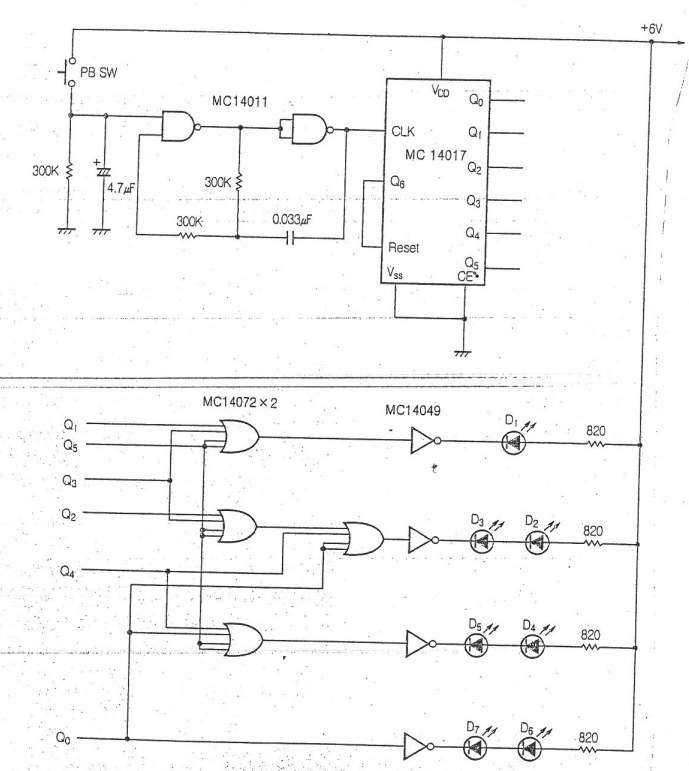 +6V
PB SW
MC14011
V_DD
Q0
CLK
Q1
MC 14017
300K
4.7µF
300K
Q2
Q6
Q3
300K
0.033µF
Q4
Reset
Q5
Vss
CE*
MC14072×2
MC14049
Q1
D1
820
Q5
Q3
Q2
D3
D2
820
Q4
D5
D4
820
Q0
D7
D6
820